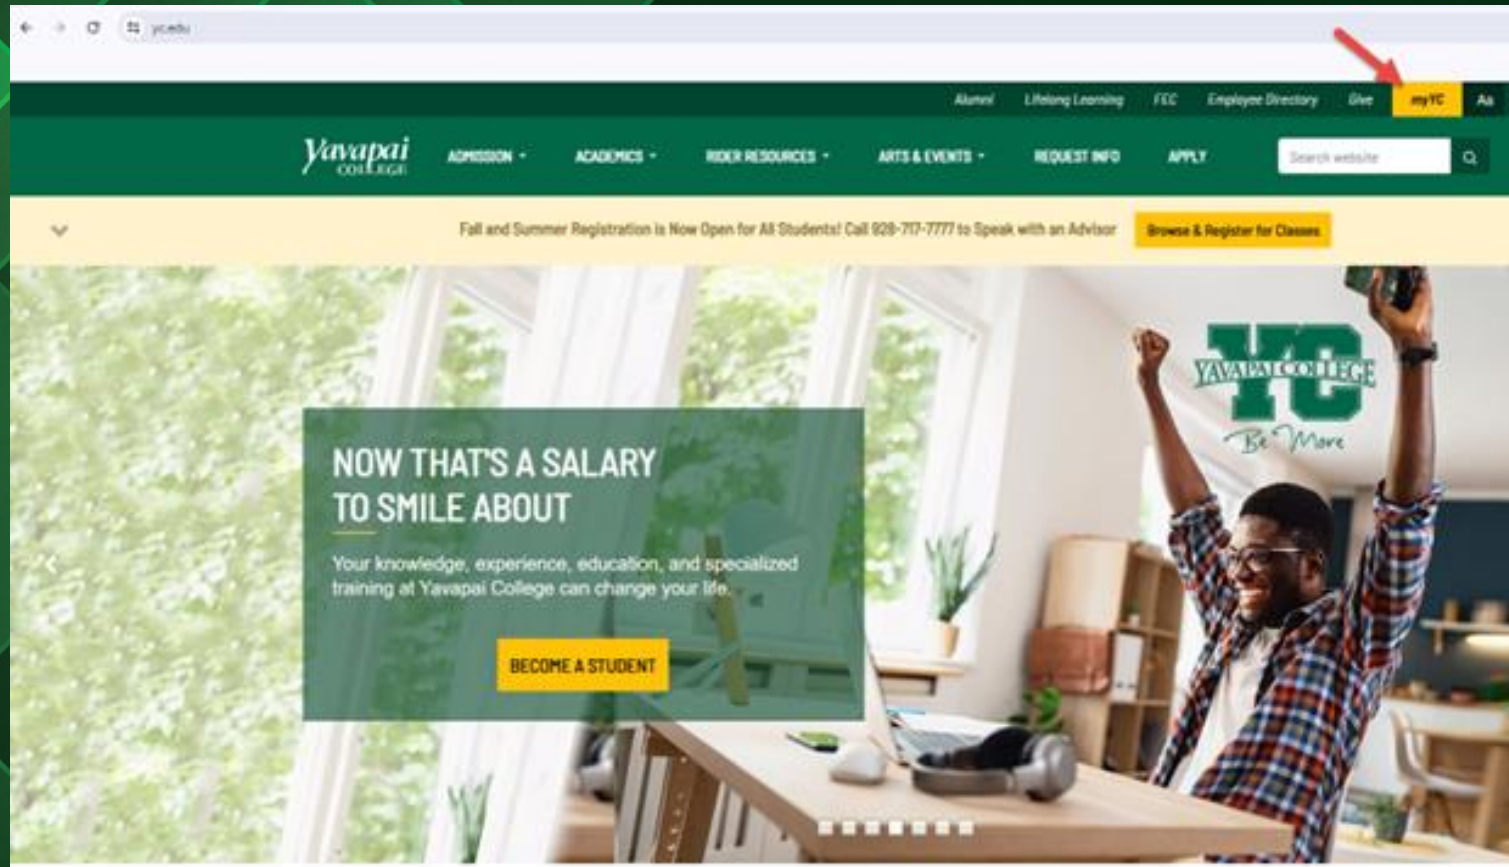 yc.edu
Alumni Lifelong Learning FEC Employee Directory Give myYC Aa
Yavapai COLLEGE
ADMISSION ACADEMICS RIDER RESOURCES ARTS & EVENTS REQUEST INFO APPLY Search website
Fall and Summer Registration is Now Open for All Students! Call 928-717-7777 to Speak with an Advisor Browse & Register for Classes
YC
YAVAPAI COLLEGE
Be More
NOW THAT'S A SALARY
TO SMILE ABOUT
Your knowledge, experience, education, and specialized
training at Yavapai College can change your life.
BECOME A STUDENT